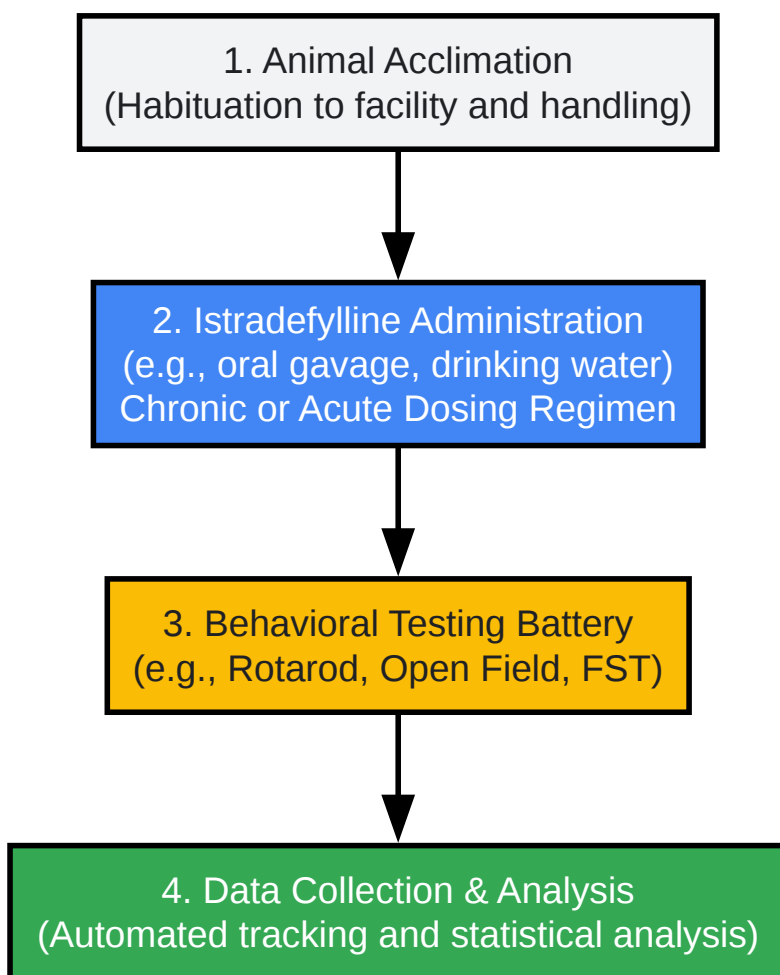 1. Animal Acclimation
(Habituation to facility and handling)
2. Istradefylline Administration
(e.g., oral gavage, drinking water)
Chronic or Acute Dosing Regimen
3. Behavioral Testing Battery
(e.g., Rotarod, Open Field, FST)
4. Data Collection & Analysis
(Automated tracking and statistical analysis)